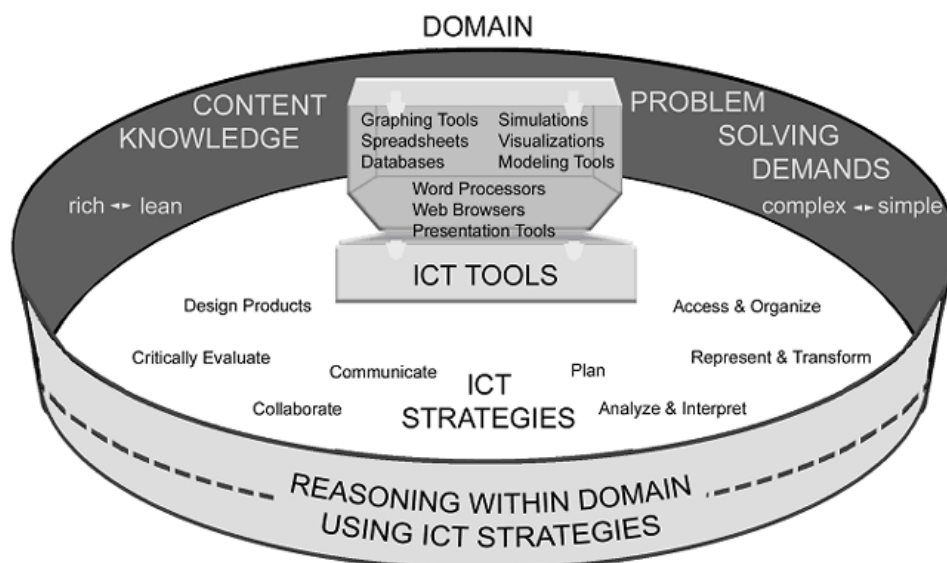 DOMAIN
CONTENT
KNOWLEDGE
rich ◄► lean
Graphing Tools
Spreadsheets
Databases
Simulations
Visualizations
Modeling Tools
Word Processors
Web Browsers
Presentation Tools
ICT TOOLS
PROBLEM
SOLVING
DEMANDS
complex ◄► simple
Design Products
Access & Organize
Critically Evaluate
Represent & Transform
Communicate
Plan
Collaborate
Analyze & Interpret
ICT
STRATEGIES
REASONING WITHIN DOMAIN
USING ICT STRATEGIES